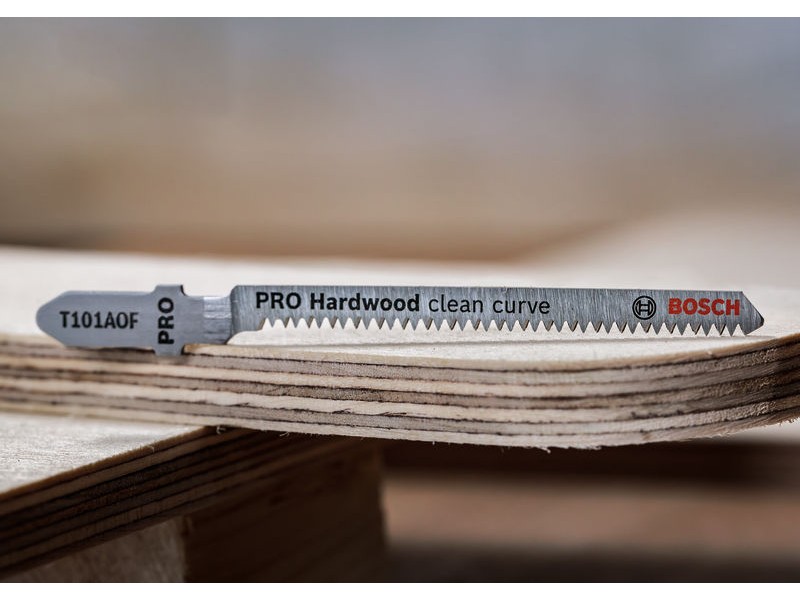 T101AOF
PRO
PRO Hardwood clean curve
BOSCH